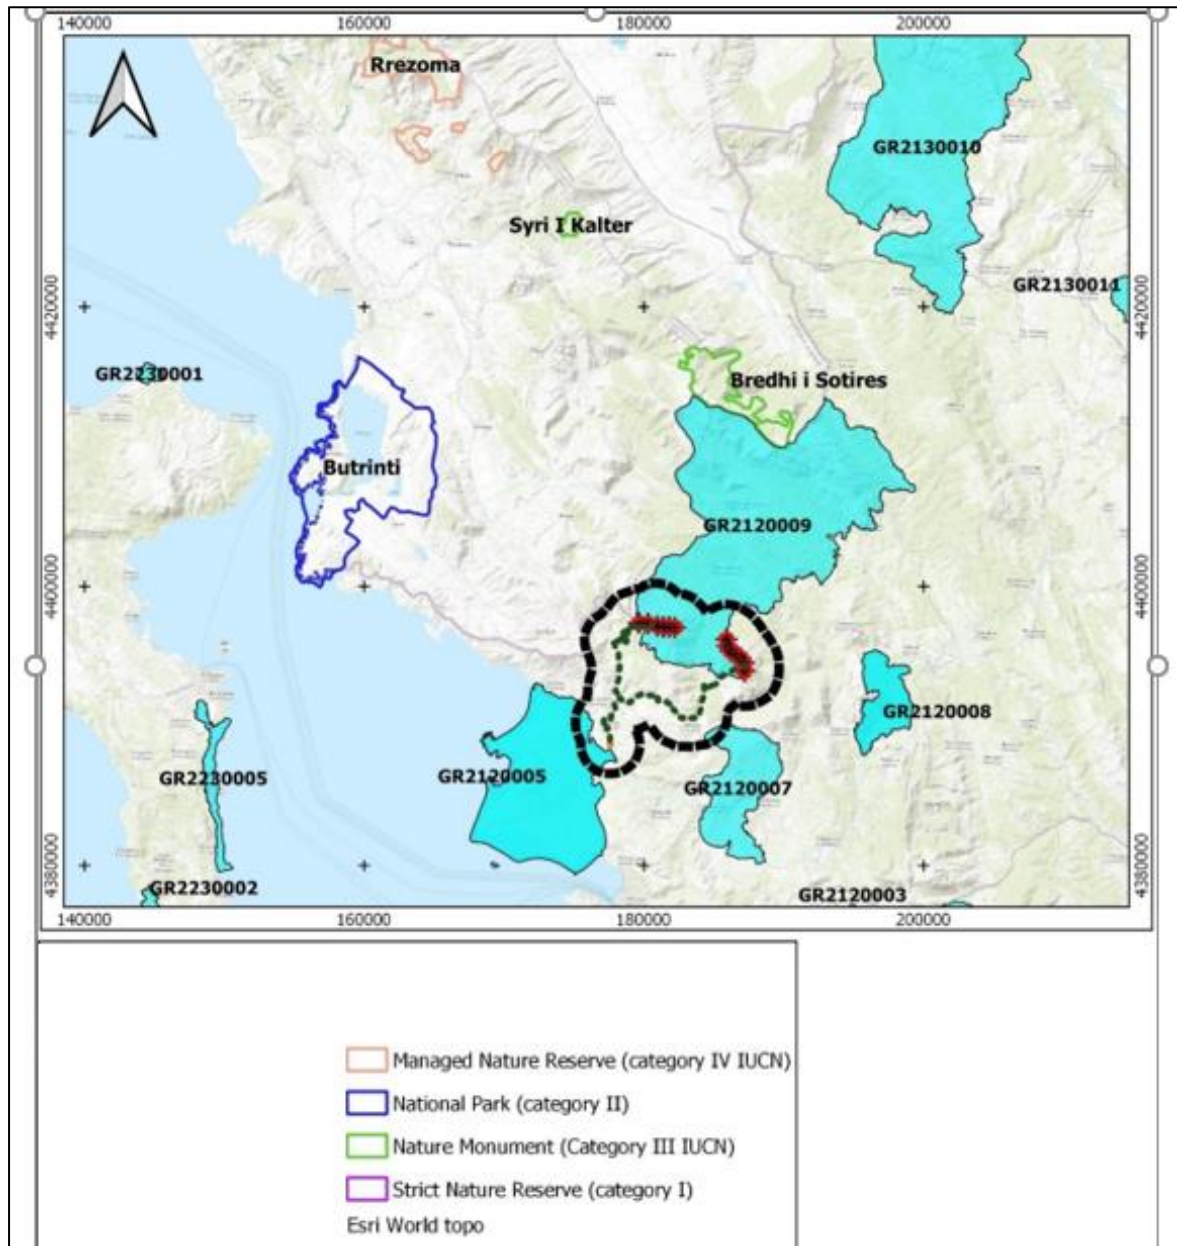 140000 160000 180000 200000
Rrezoma
GR2130010
Syri I Kalter
GR2130011
4420000 4420000
GR2230001
Bredhi i Sotires
Butrinti
GR2120009
4400000 4400000
GR2120008
GR2230005 GR2120005
GR2120007
4380000 4380000
GR2230002
GR2120003
140000 160000 180000 200000
Managed Nature Reserve (category IV IUCN)
National Park (category II)
Nature Monument (Category III IUCN)
Strict Nature Reserve (category I)
Esri World topo